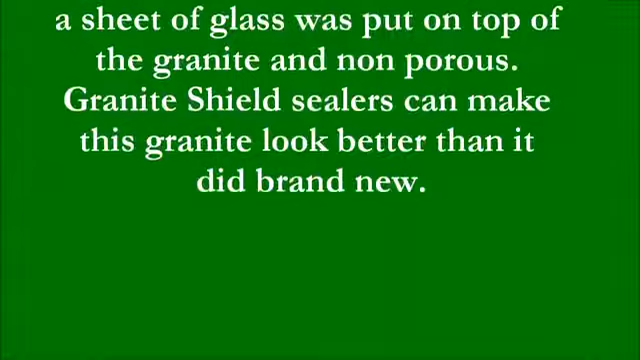 a sheet of glass was put on top of
the granite and non porous.
Granite Shield sealers can make
this granite look better than it
did brand new.